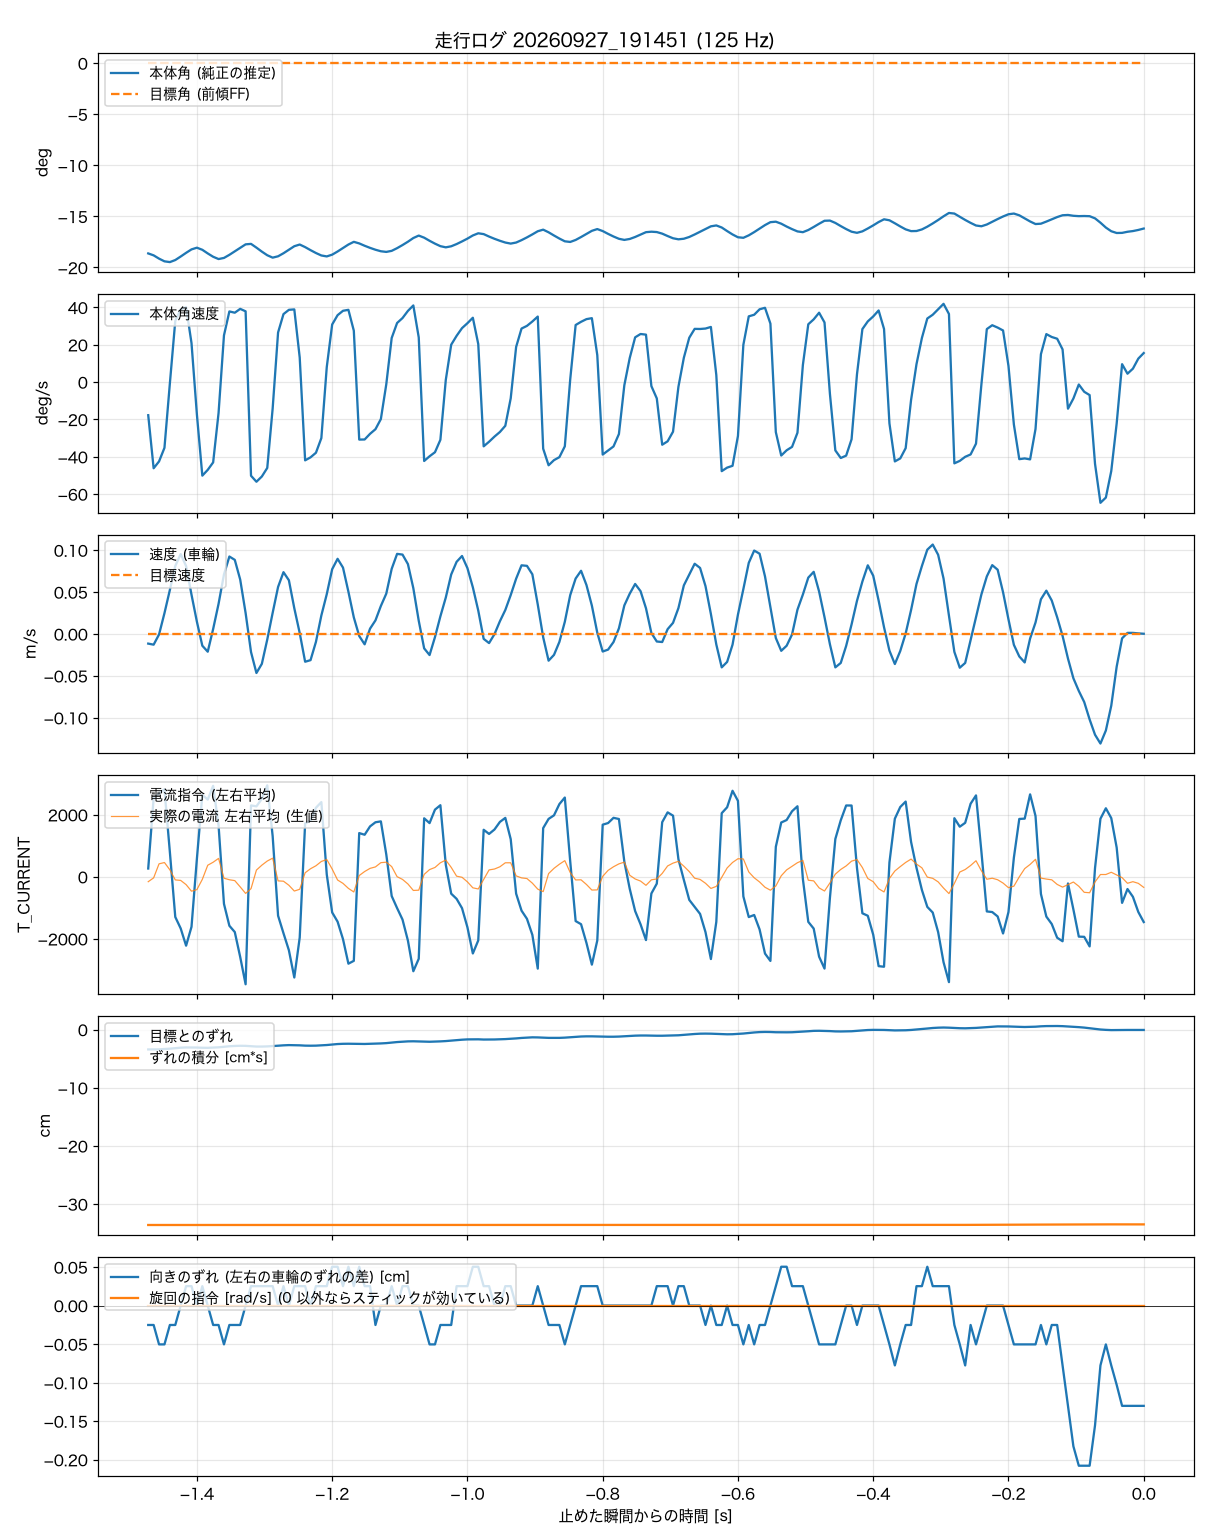 走行ログ 20260927_191451 (125 Hz)
0
−5
−10
−15
−20
deg
本体角 (純正の推定)
目標角 (前傾FF)
40
20
0
−20
−40
−60
deg/s
本体角速度
0.10
0.05
0.00
−0.05
−0.10
m/s
速度 (車輪)
目標速度
2000
0
−2000
T_CURRENT
電流指令 (左右平均)
実際の電流 左右平均 (生値)
0
−10
−20
−30
cm
目標とのずれ
ずれの積分 [cm*s]
0.05
0.00
−0.05
−0.10
−0.15
−0.20
向きのずれ (左右の車輪のずれの差) [cm]
旋回の指令 [rad/s] (0 以外ならスティックが効いている)
−1.4 −1.2 −1.0 −0.8 −0.6 −0.4 −0.2 0.0
止めた瞬間からの時間 [s]